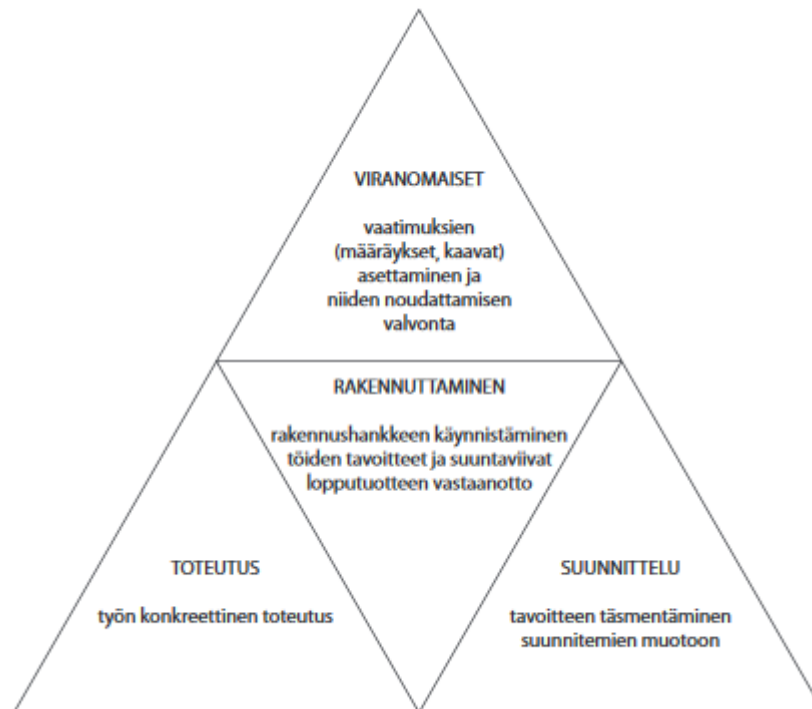 VIRANOMAISET
vaatimuksien
(määräykset, kaavat)
asettaminen ja
niiden noudattamisen
valvonta
RAKENNUTTAMINEN
rakennushankkeen käynnistäminen
töiden tavoitteet ja suuntaviivat
lopputuotteen vastaanotto
TOTEUTUS
työn konkreettinen toteutus
SUUNNITTELU
tavoitteen täsmentäminen
suunnitemien muotoon